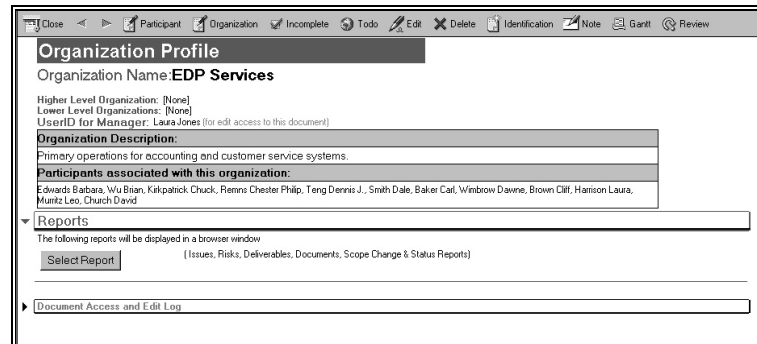 Close Participant Organization Incomplete Todo Edit Delete Identification Note Gantt Review
Organization Profile
Organization Name:EDP Services
Higher Level Organization: [None]
Lower Level Organizations: [None]
UserID for Manager: Laura Jones (for edit access to this document)
Organization Description:
Primary operations for accounting and customer service systems.
Participants associated with this organization:
Edwards Barbara, Wu Brian, Kirkpatrick Chuck, Remns Chester Philip, Teng Dennis J., Smith Dale, Baker Carl, Wimbrow Dawne, Brown Cliff, Harrison Laura,
Murritz Leo, Church David
Reports
The following reports will be displayed in a browser window
Select Report ( Issues, Risks, Deliverables, Documents, Scope Change & Status Reports)
Document Access and Edit Log